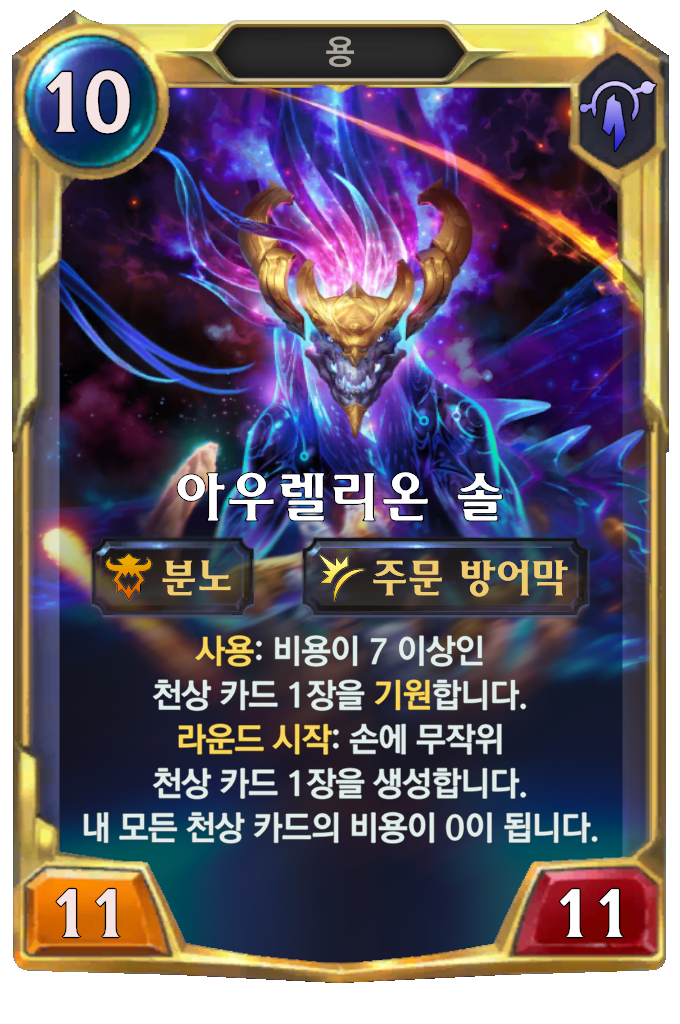 용
10
아우렐리온 솔
분노 주문 방어막
사용: 비용이 7 이상인
천상 카드 1장을 기원합니다.
라운드 시작: 손에 무작위
천상 카드 1장을 생성합니다.
내 모든 천상 카드의 비용이 0이 됩니다.
11 11